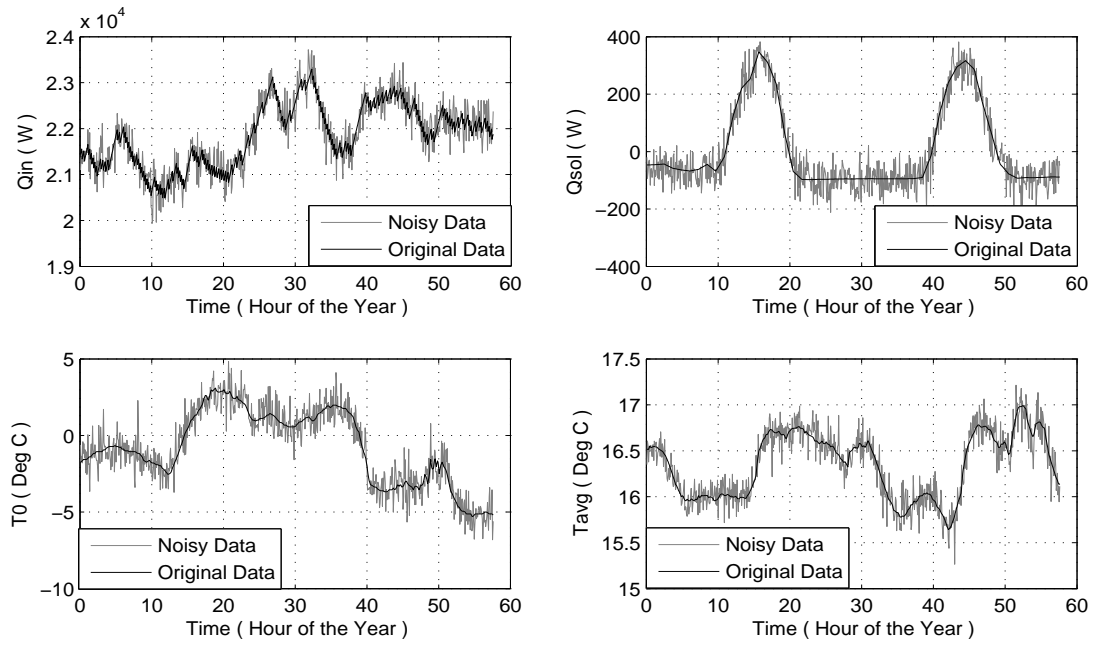 x 10^4
2.4
2.3
2.2
2.1
2
1.9
Qin ( W )
0 10 20 30 40 50 60
Time ( Hour of the Year )
Noisy Data
Original Data
400
200
0
−200
−400
Qsol ( W )
0 10 20 30 40 50 60
Time ( Hour of the Year )
Noisy Data
Original Data
5
0
−5
−10
T0 ( Deg C )
0 10 20 30 40 50 60
Time ( Hour of the Year )
Noisy Data
Original Data
17.5
17
16.5
16
15.5
15
Tavg ( Deg C )
0 10 20 30 40 50 60
Time ( Hour of the Year )
Noisy Data
Original Data